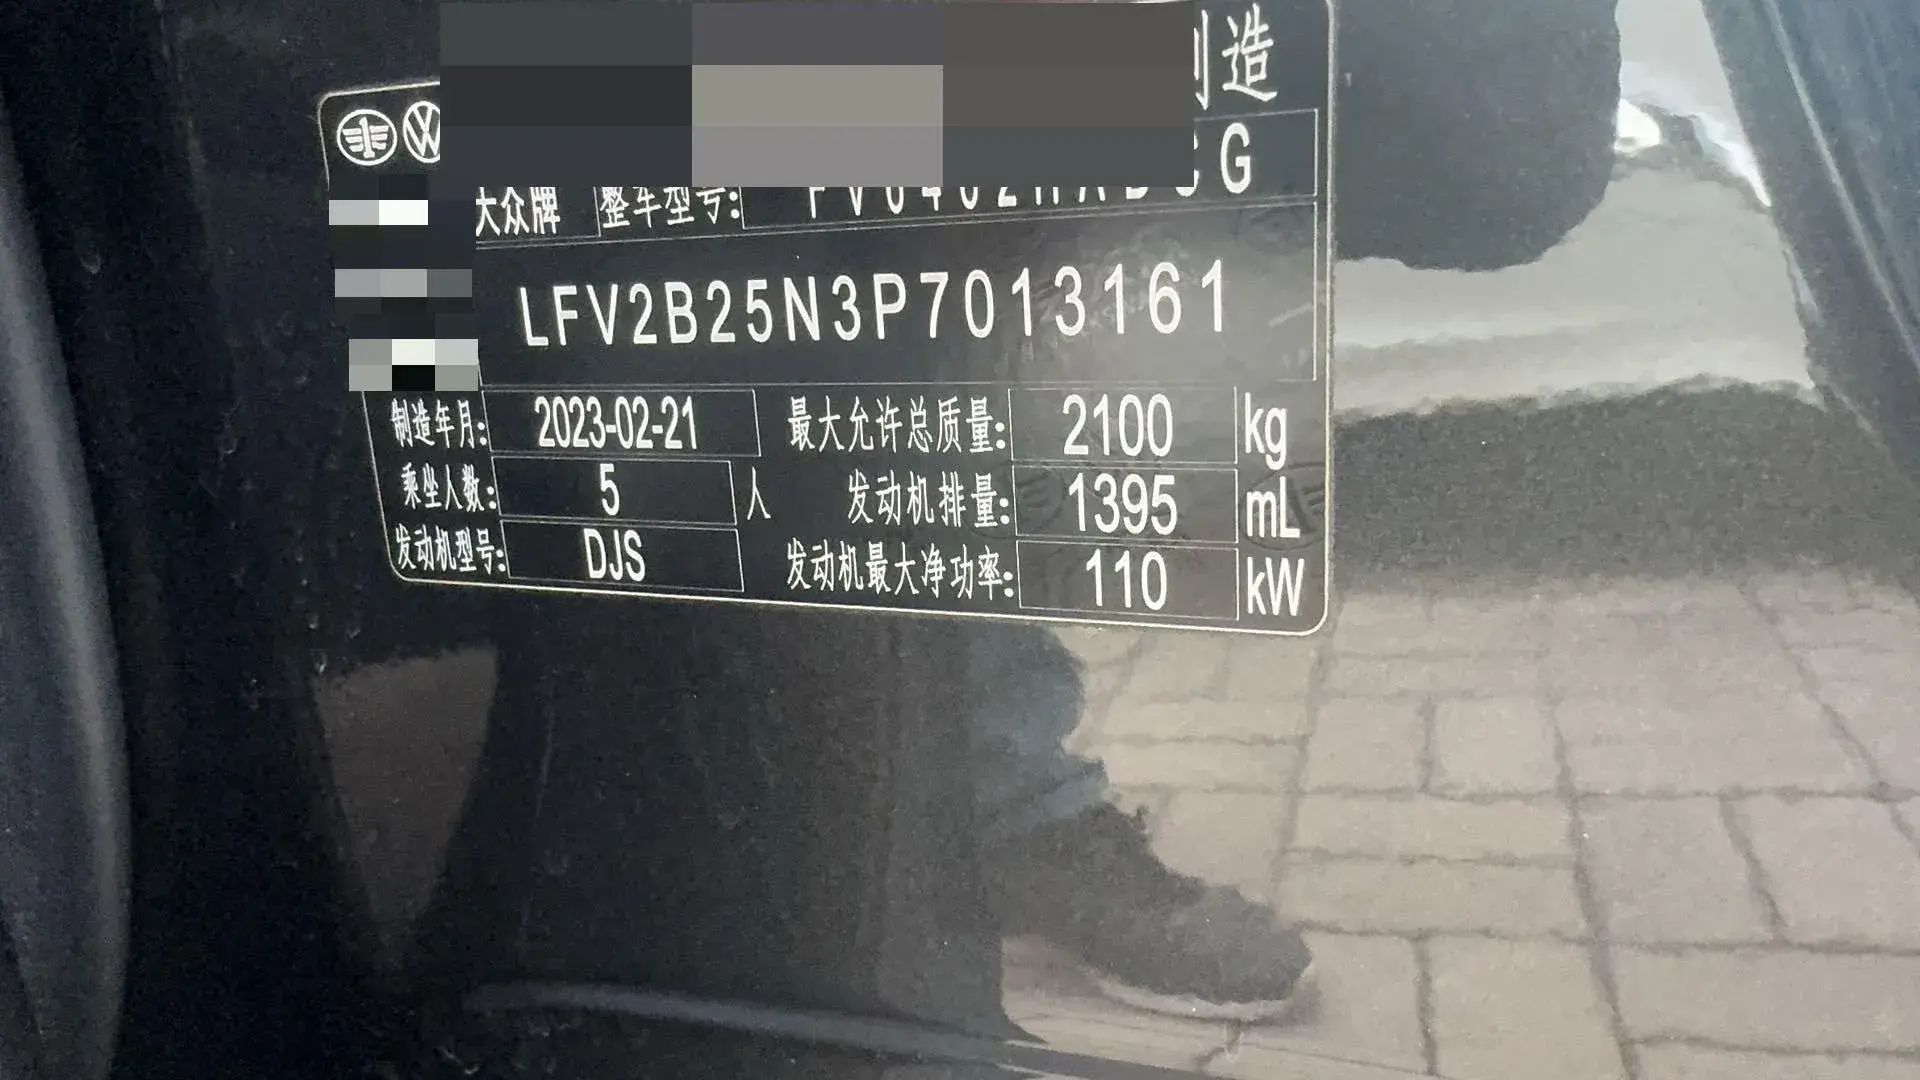 造
大众牌 整车型号: G
LFV2B25N3P7013161
制造年月: 2023-02-21 最大允许总质量: 2100 kg
乘坐人数: 5 人 发动机排量: 1395 mL
发动机型号: DJS 发动机最大净功率: 110 kW